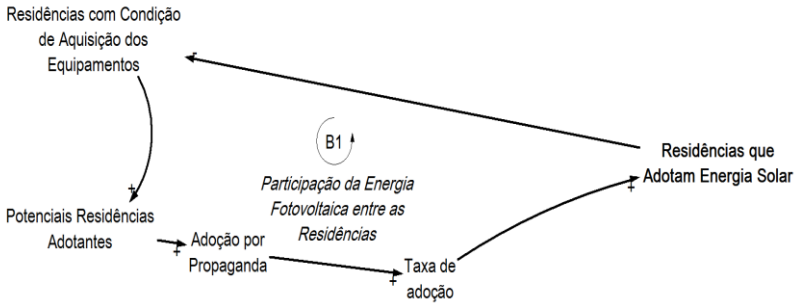 Residências com Condição
de Aquisição dos
Equipamentos
-
B1
Participação da Energia
Fotovoltaica entre as
Residências
Residências que
Adotam Energia Solar
+
+
Potenciais Residências
Adotantes
+
Adoção por
Propaganda
+
Taxa de
adoção